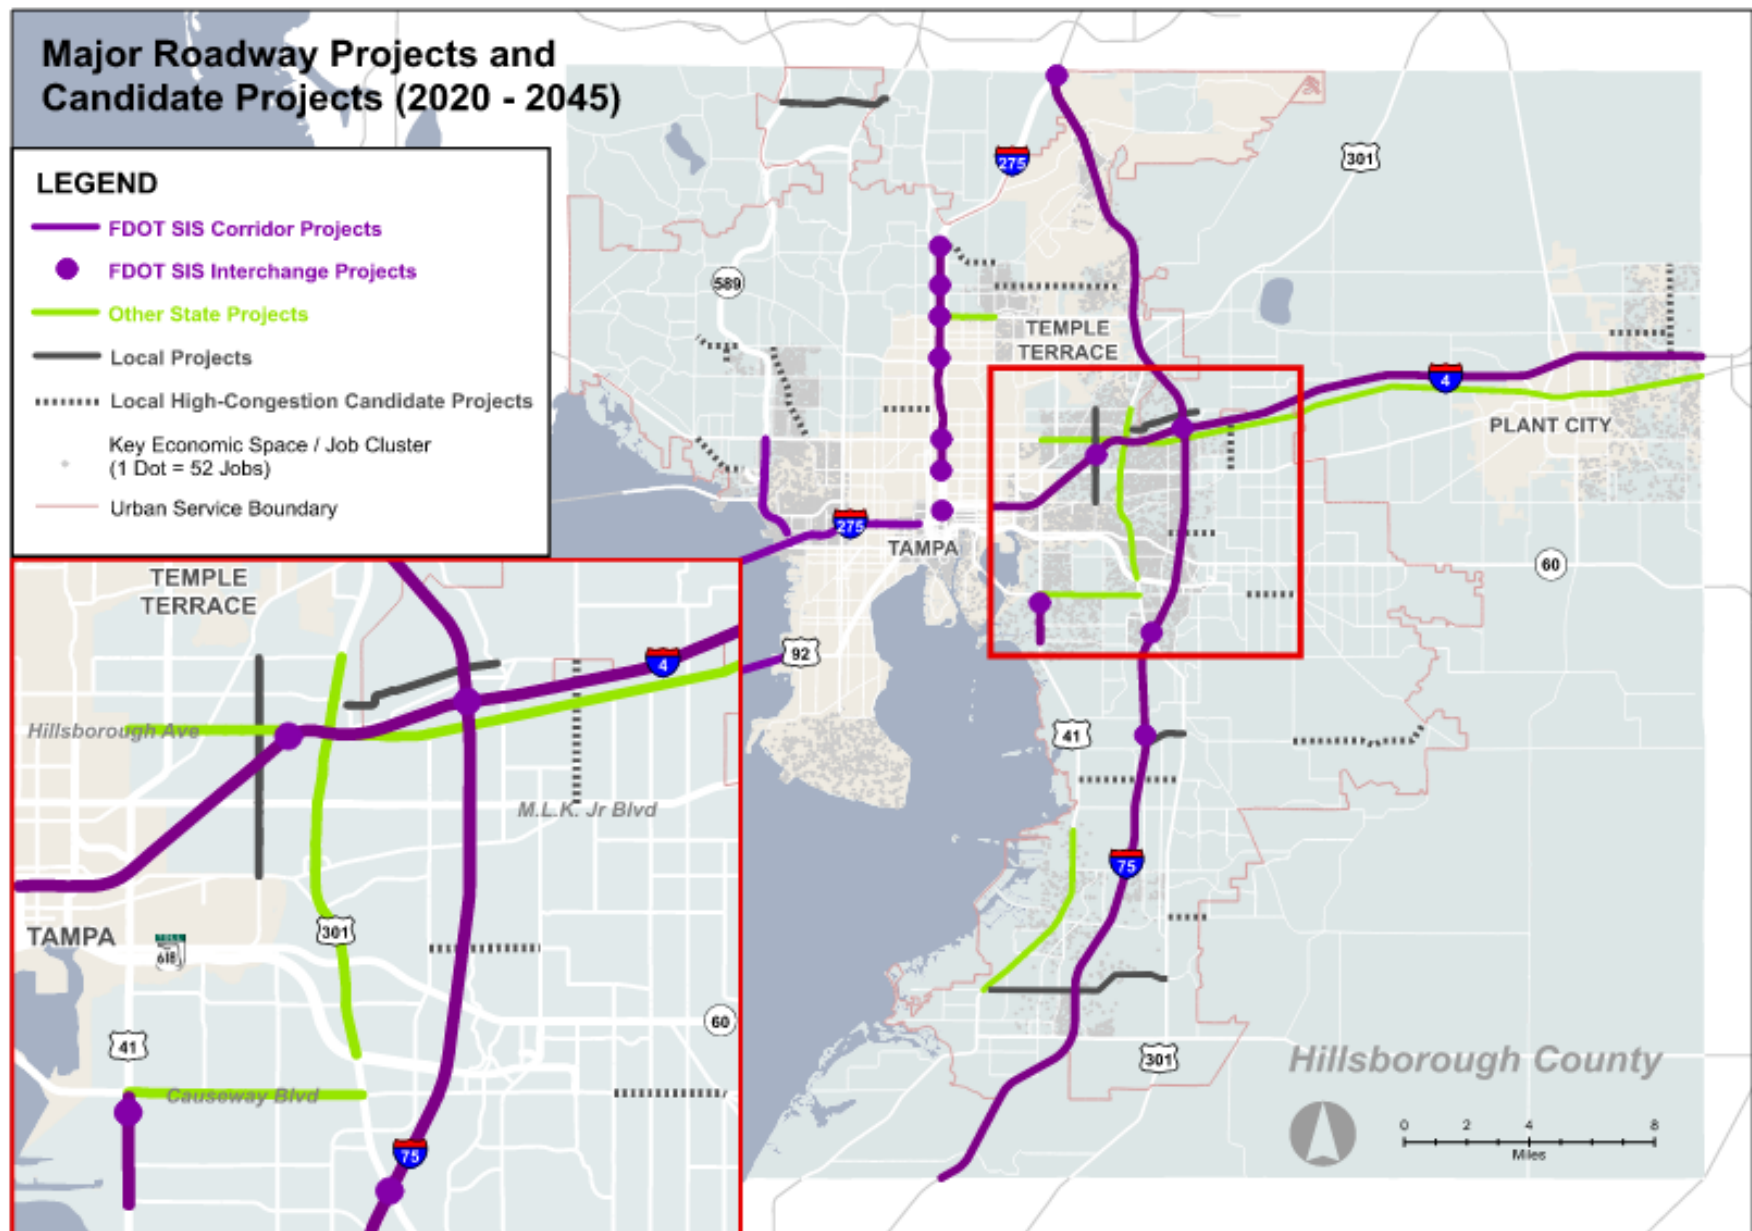 Major Roadway Projects and
Candidate Projects (2020 - 2045)
LEGEND
FDOT SIS Corridor Projects
FDOT SIS Interchange Projects
Other State Projects
Local Projects
Local High-Congestion Candidate Projects
Key Economic Space / Job Cluster
(1 Dot = 52 Jobs)
Urban Service Boundary
275
301
589
TEMPLE
TERRACE
4
PLANT CITY
275
TAMPA
60
92
41
75
301
Hillsborough County
0 2 4 8
Miles
TEMPLE
TERRACE
4
Hillsborough Ave
M.L.K. Jr Blvd
301
TAMPA
TOLL
618
60
41
Causeway Blvd
75